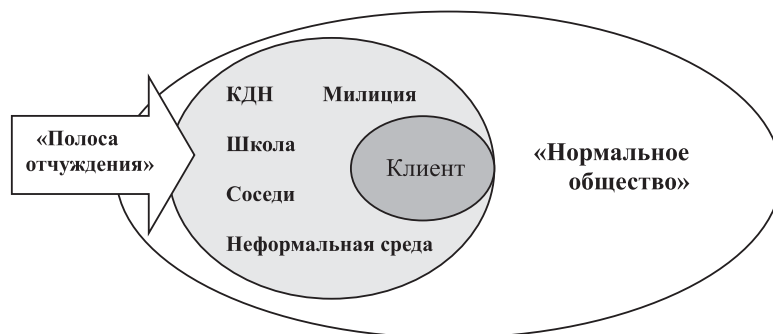 «Полоса
отчуждения»
КДН Милиция
Школа
Клиент
Соседи
Неформальная среда
«Нормальное
общество»